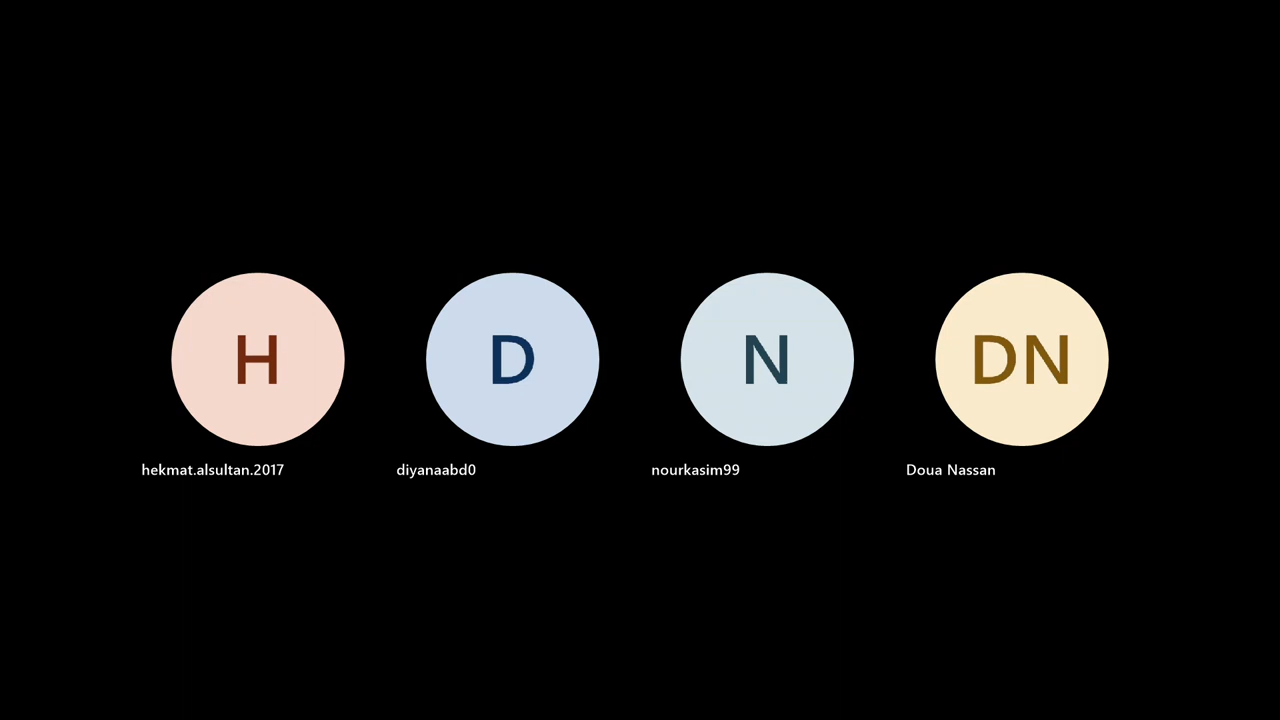 H
D
N
DN
hekmat.alsultan.2017
diyanaabd0
nourkasim99
Doua Nassan